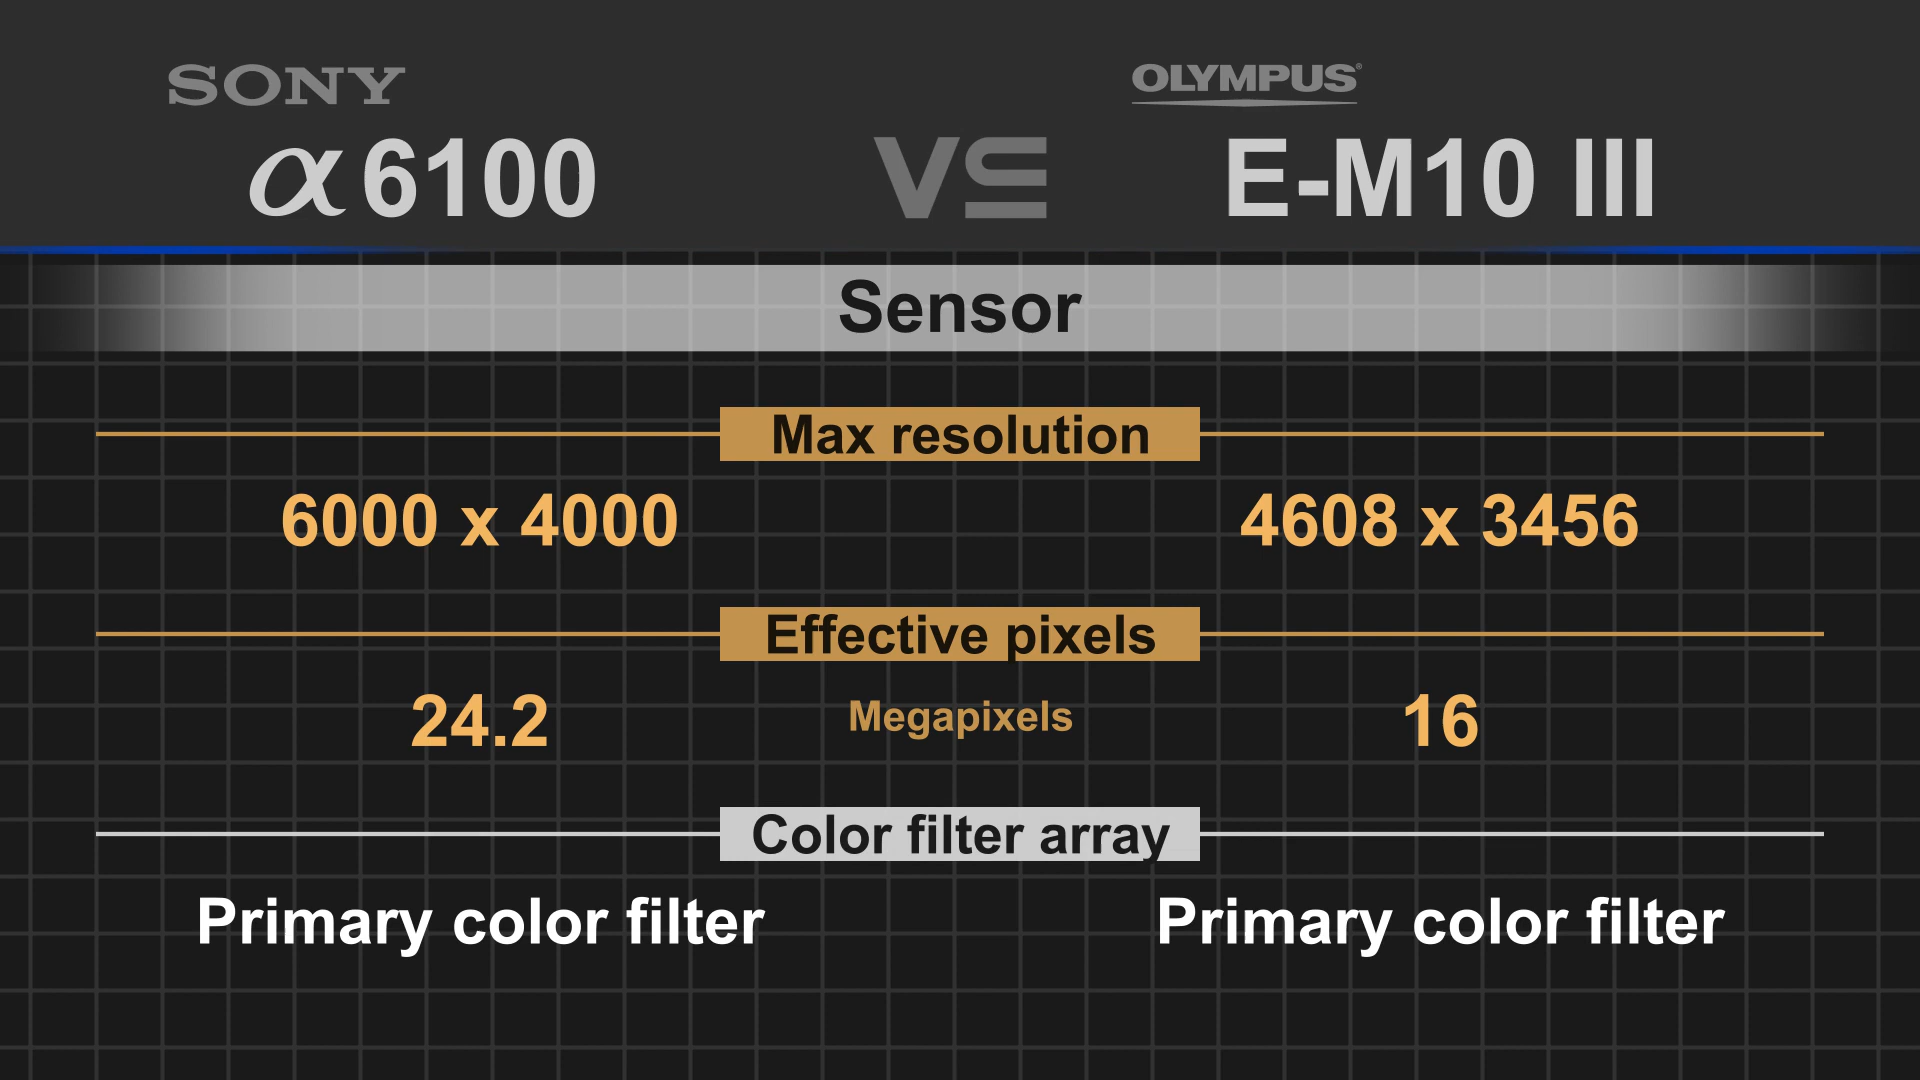 SONY
OLYMPUS®
α6100
VS
E-M10 III
Sensor
Max resolution
6000 x 4000
4608 x 3456
Effective pixels
24.2
Megapixels
16
Color filter array
Primary color filter
Primary color filter